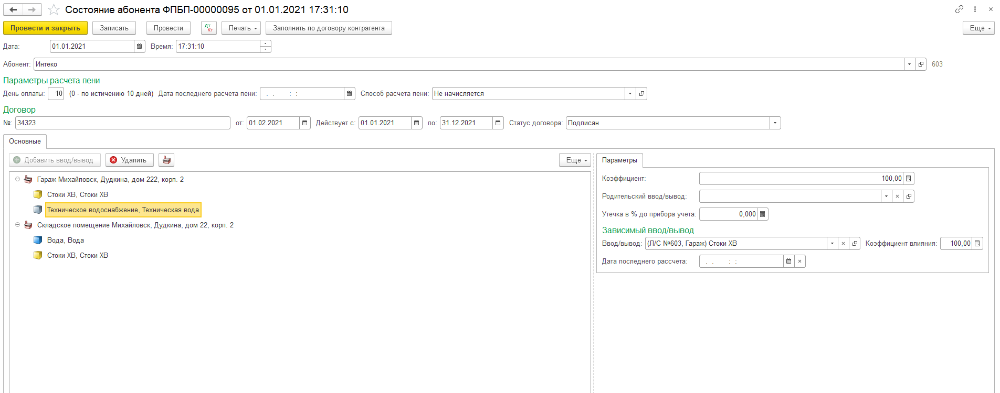 Состояние абонента ФПБП-00000095 от 01.01.2021 17:31:10
Провести и закрыть Записать Провести Дт Кт Печать Заполнить по договору контрагента Еще
Дата: 01.01.2021 Время: 17:31:10
Абонент: Интеко 603
Параметры расчета пени
День оплаты: 10 (0 - по истичению 10 дней) Дата последнего расчета пени: . . : : Способ расчета пени: Не начисляется
Договор
№: 34323 от: 01.02.2021 Действует с: 01.01.2021 по: 31.12.2021 Статус договора: Подписан
Основные
Добавить ввод/вывод Удалить Еще
Гараж Михайловск, Дудкина, дом 222, корп. 2
Стоки ХВ, Стоки ХВ
Техническое водоснабжение, Техническая вода
Складское помещение Михайловск, Дудкина, дом 22, корп. 2
Вода, Вода
Стоки ХВ, Стоки ХВ
Параметры
Коэффициент: 100,00
Родительский ввод/вывод:
Утечка в % до прибора учета: 0,000
Зависимый ввод/вывод
Ввод/вывод: (Л/С №603, Гараж) Стоки ХВ Коэффициент влияния: 100,00
Дата последнего рассчета: . . : :